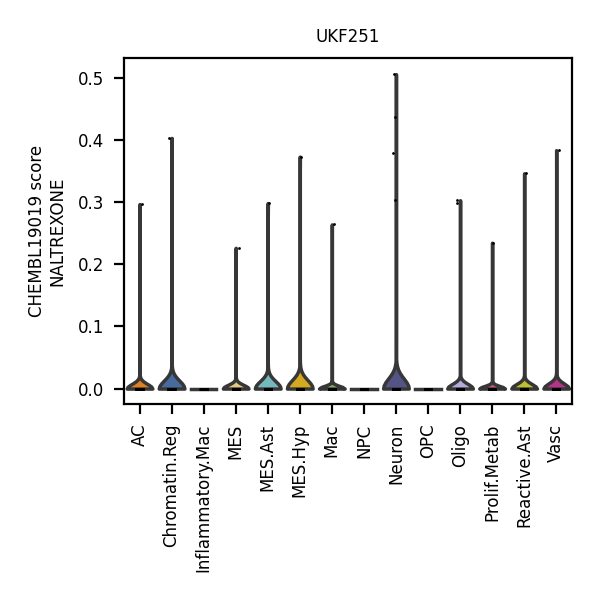 UKF251
CHEMBL19019 score
NALTREXONE
0.5
0.4
0.3
0.2
0.1
0.0
AC
Chromatin.Reg
Inflammatory.Mac
MES
MES.Ast
MES.Hyp
Mac
NPC
Neuron
OPC
Oligo
Prolif.Metab
Reactive.Ast
Vasc